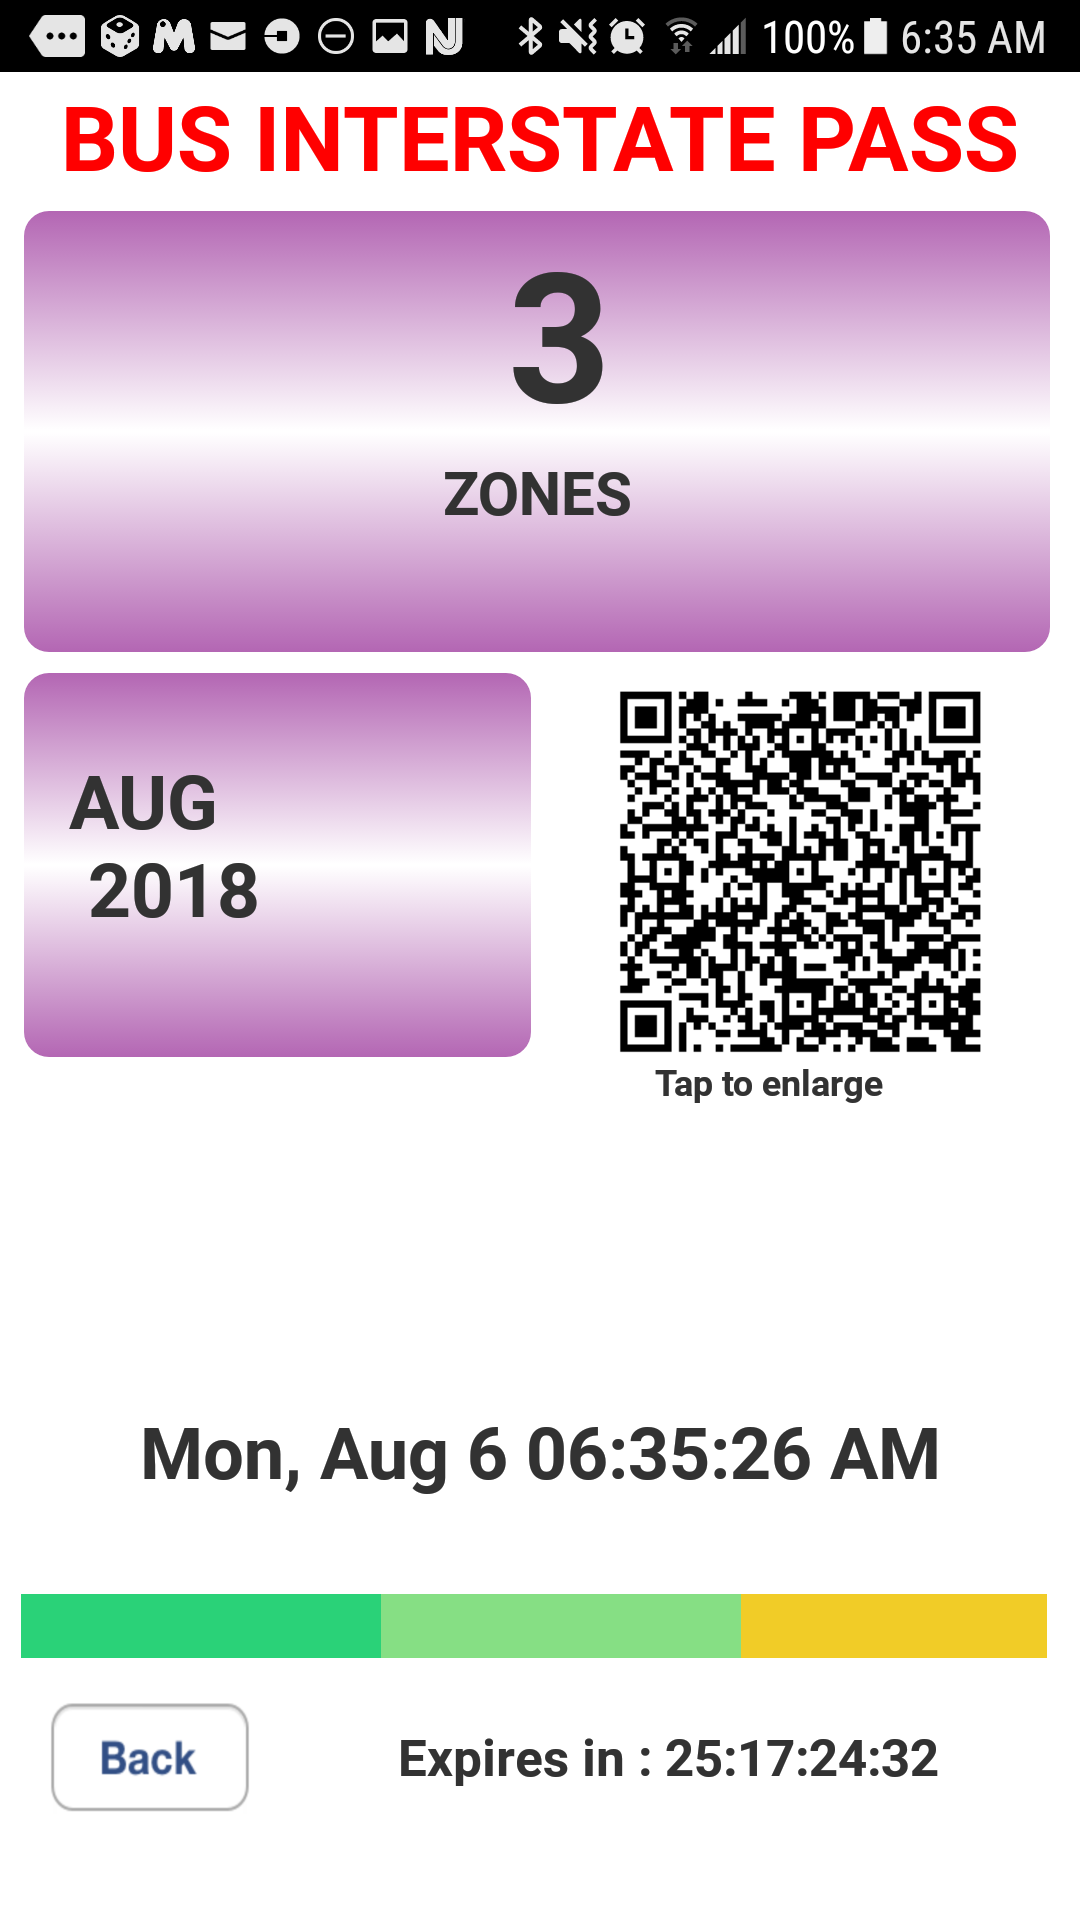 100% 6:35 AM
BUS INTERSTATE PASS
3
ZONES
AUG
2018
Tap to enlarge
Mon, Aug 6 06:35:26 AM
Back
Expires in : 25:17:24:32